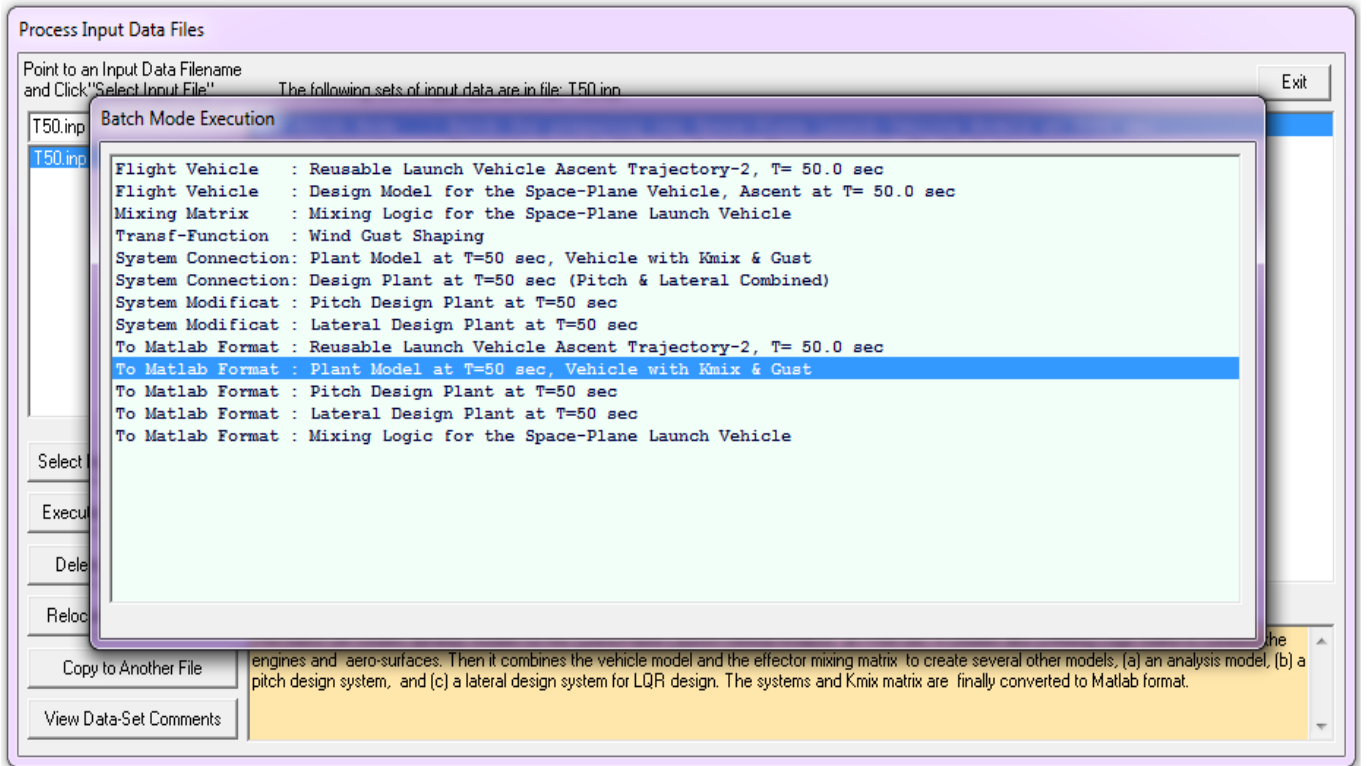 Process Input Data Files
Point to an Input Data Filename
and Click "Select Input File"
The following sets of input data are in file: T50.inp
Exit
T50.inp
T50.inp
Batch Mode Execution
Flight Vehicle : Reusable Launch Vehicle Ascent Trajectory-2, T= 50.0 sec
Flight Vehicle : Design Model for the Space-Plane Vehicle, Ascent at T= 50.0 sec
Mixing Matrix : Mixing Logic for the Space-Plane Launch Vehicle
Transf-Function : Wind Gust Shaping
System Connection: Plant Model at T=50 sec, Vehicle with Kmix & Gust
System Connection: Design Plant at T=50 sec (Pitch & Lateral Combined)
System Modificat : Pitch Design Plant at T=50 sec
System Modificat : Lateral Design Plant at T=50 sec
To Matlab Format : Reusable Launch Vehicle Ascent Trajectory-2, T= 50.0 sec
To Matlab Format : Plant Model at T=50 sec, Vehicle with Kmix & Gust
To Matlab Format : Pitch Design Plant at T=50 sec
To Matlab Format : Lateral Design Plant at T=50 sec
To Matlab Format : Mixing Logic for the Space-Plane Launch Vehicle
Select
Execu
Dele
Reloc
Copy to Another File
View Data-Set Comments
the
engines and aero-surfaces. Then it combines the vehicle model and the effector mixing matrix to create several other models, (a) an analysis model, (b) a
pitch design system, and (c) a lateral design system for LQR design. The systems and Kmix matrix are finally converted to Matlab format.